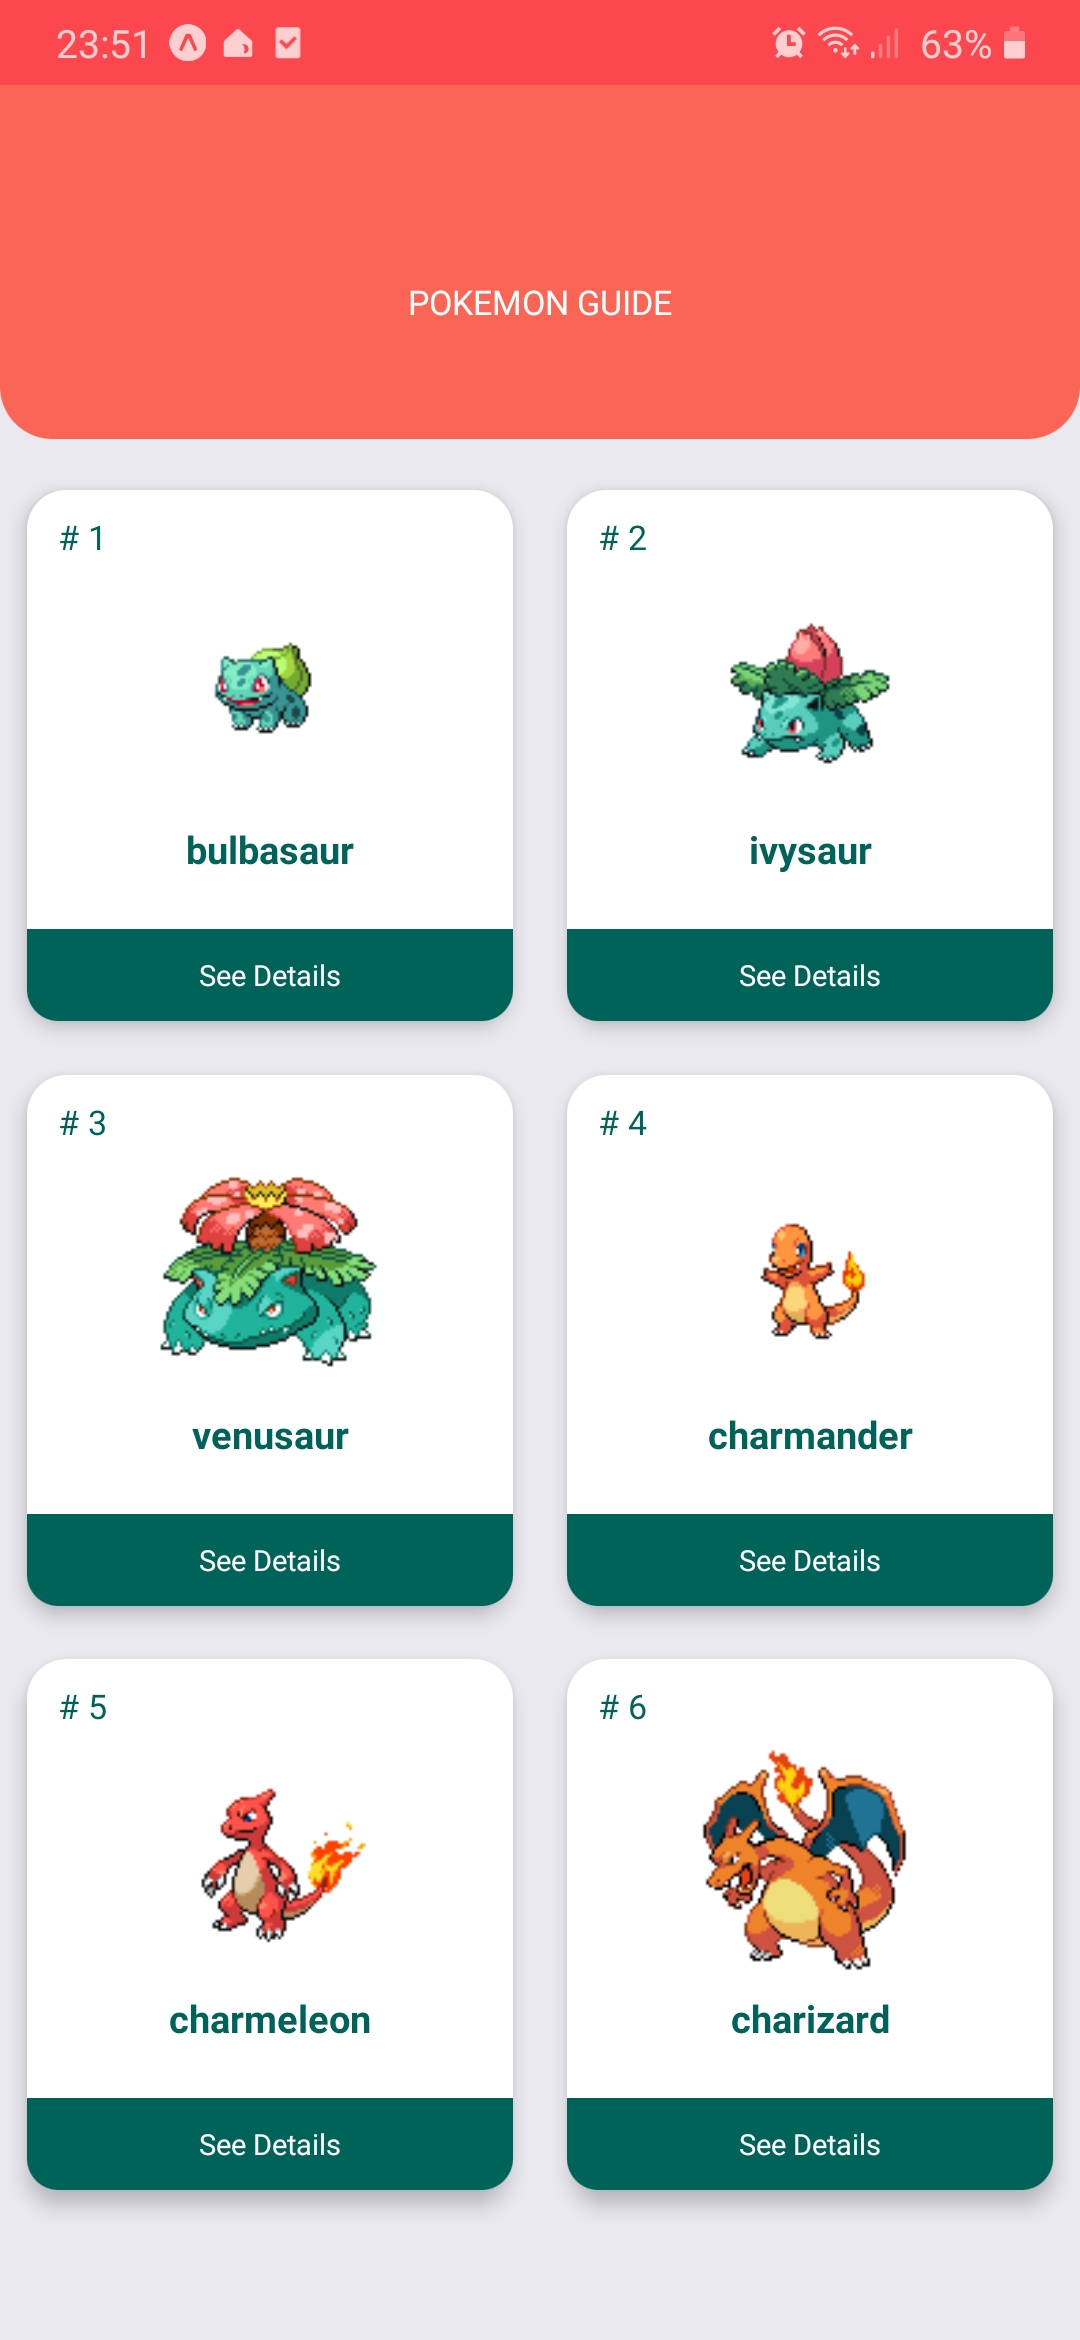 23:51 63%
POKEMON GUIDE
# 1
# 2
bulbasaur
ivysaur
See Details
See Details
# 3
# 4
venusaur
charmander
See Details
See Details
# 5
# 6
charmeleon
charizard
See Details
See Details